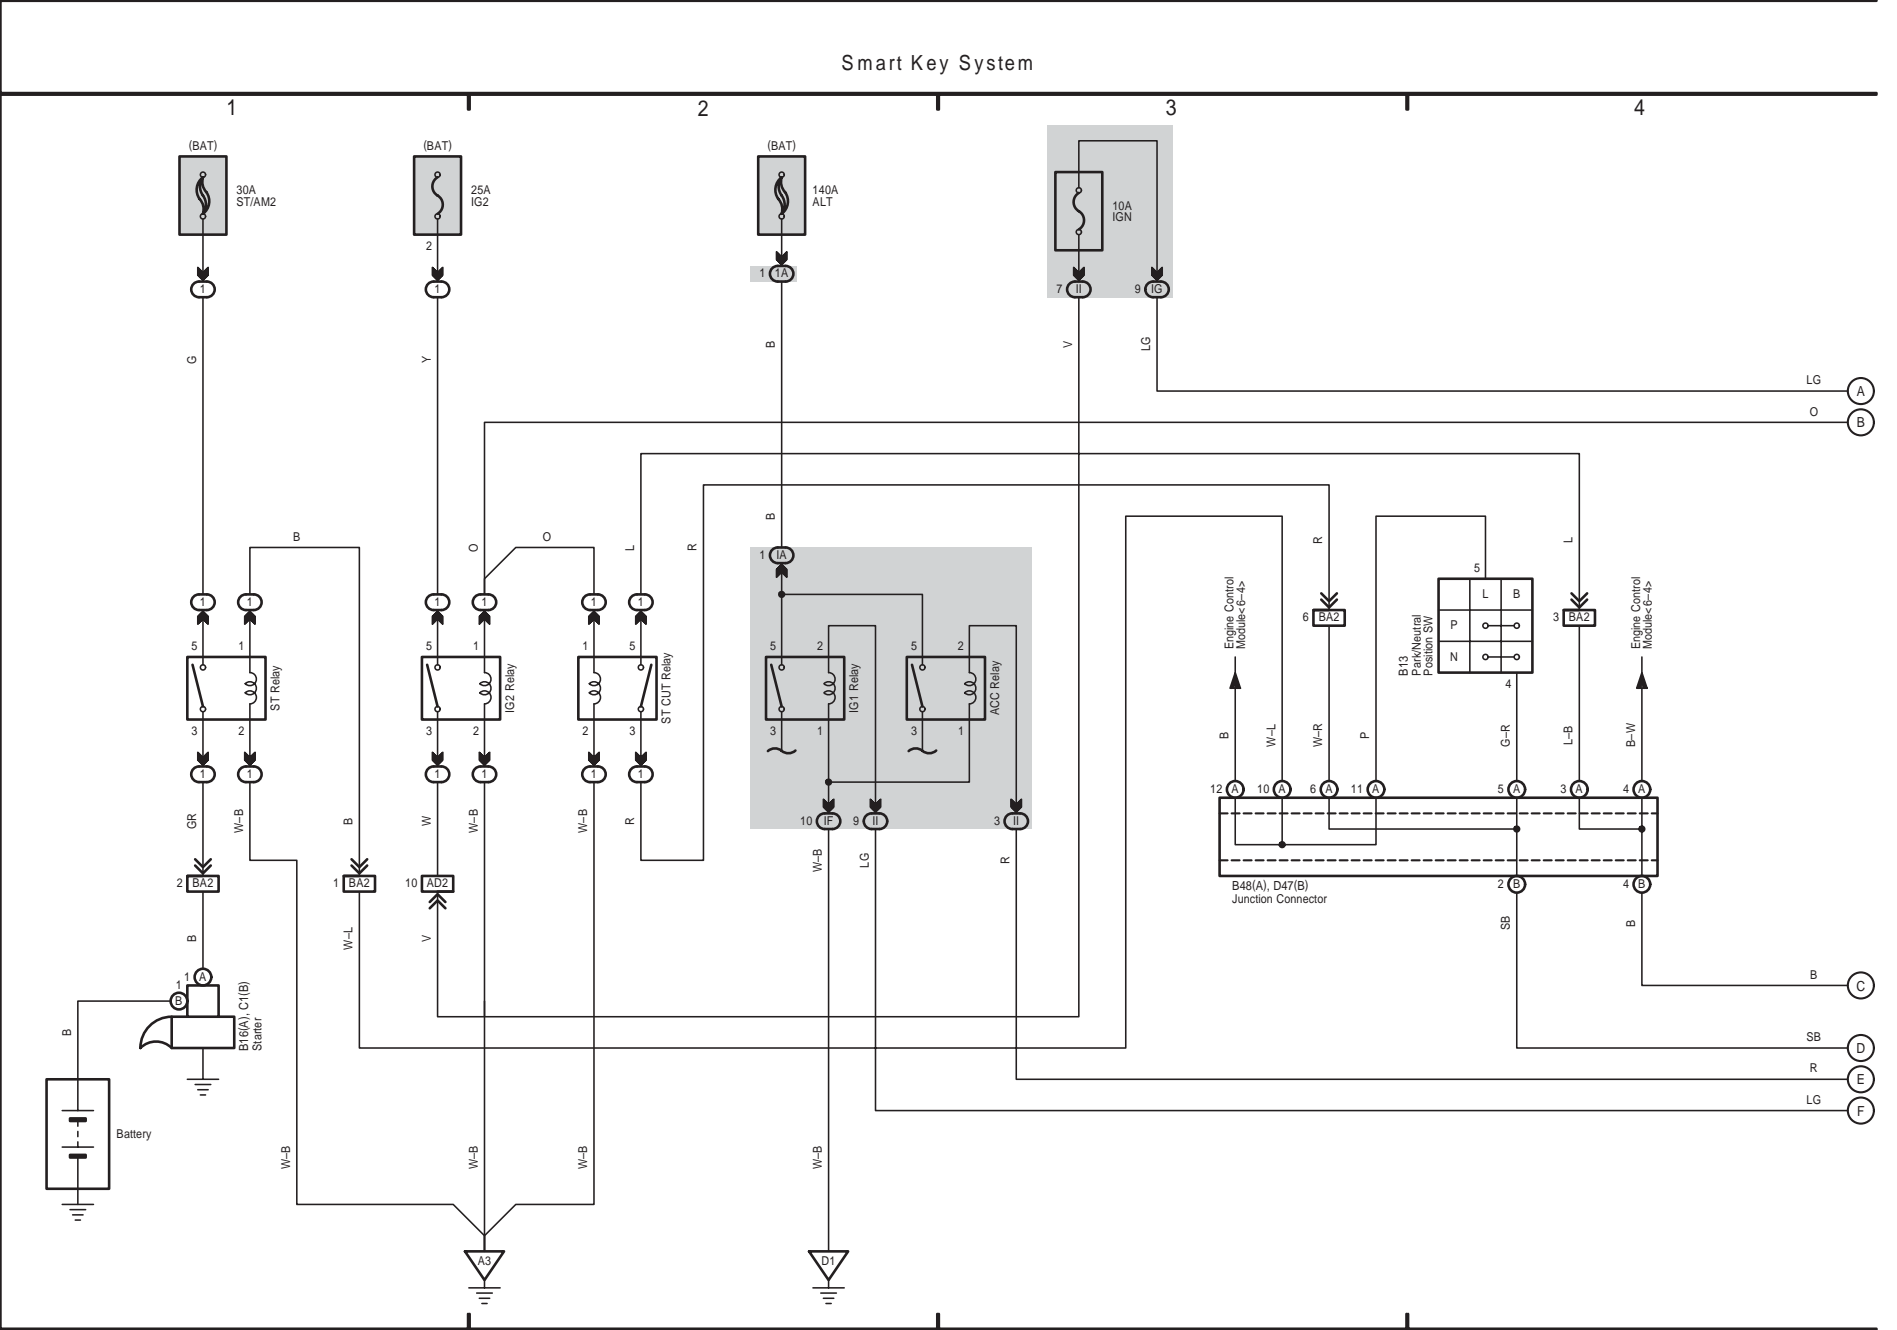 Smart Key System
1 2 3 4
(BAT) (BAT) (BAT)
30A
ST/AM2
25A
IG2
140A
ALT
10A
IGN
2
1 1A
1 1
7 II 9 IG
G Y B V LG
LG A
O B
B O O L R B R L
1 IA
1 1 1 1 1 1
5 1 5 1 1 5 5 2 5 2
ST Relay
IG2 Relay
ST CUT Relay
IG1 Relay
ACC Relay
3 2 3 2 2 3 3 1 3 1
1 1 1 1 1 1
Engine Control
Module<6–4>
6 BA2
B13
Park/Neutral
Position SW
5
L B
P
N
4
3 BA2
Engine Control
Module<6–4>
B W–L W–R P G–R L–B B–W
12 A 10 A 6 A 11 A 5 A 3 A 4 A
10 IF 9 II 3 II
GR W–B B W W–B W–B R W–B LG R
2 BA2 1 BA2 10 AD2
B48(A), D47(B)
Junction Connector
2 B 4 B
B W–L V SB B
1 A
1 B
B16(A), C1(B)
Starter
B
B C
SB D
R E
LG F
Battery
W–B W–B W–B W–B
A3 D1